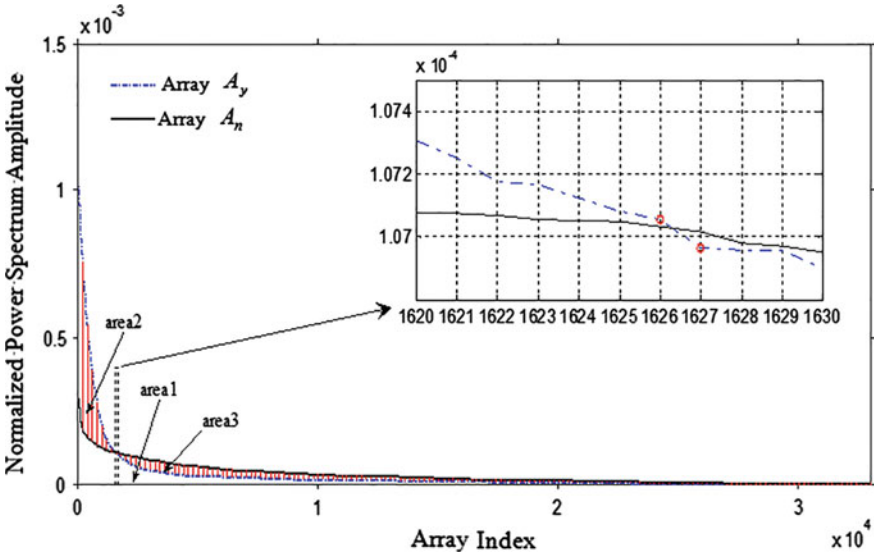 x 10^-3
1.5
1
0.5
0
Normalized·Power·Spectrum·Amplitude
Array A_y
Array A_n
area2
area1
area3
x 10^-4
1.074
1.072
1.07
1620 1621 1622 1623 1624 1625 1626 1627 1628 1629 1630
0 1 2 3
x 10^4
Array Index